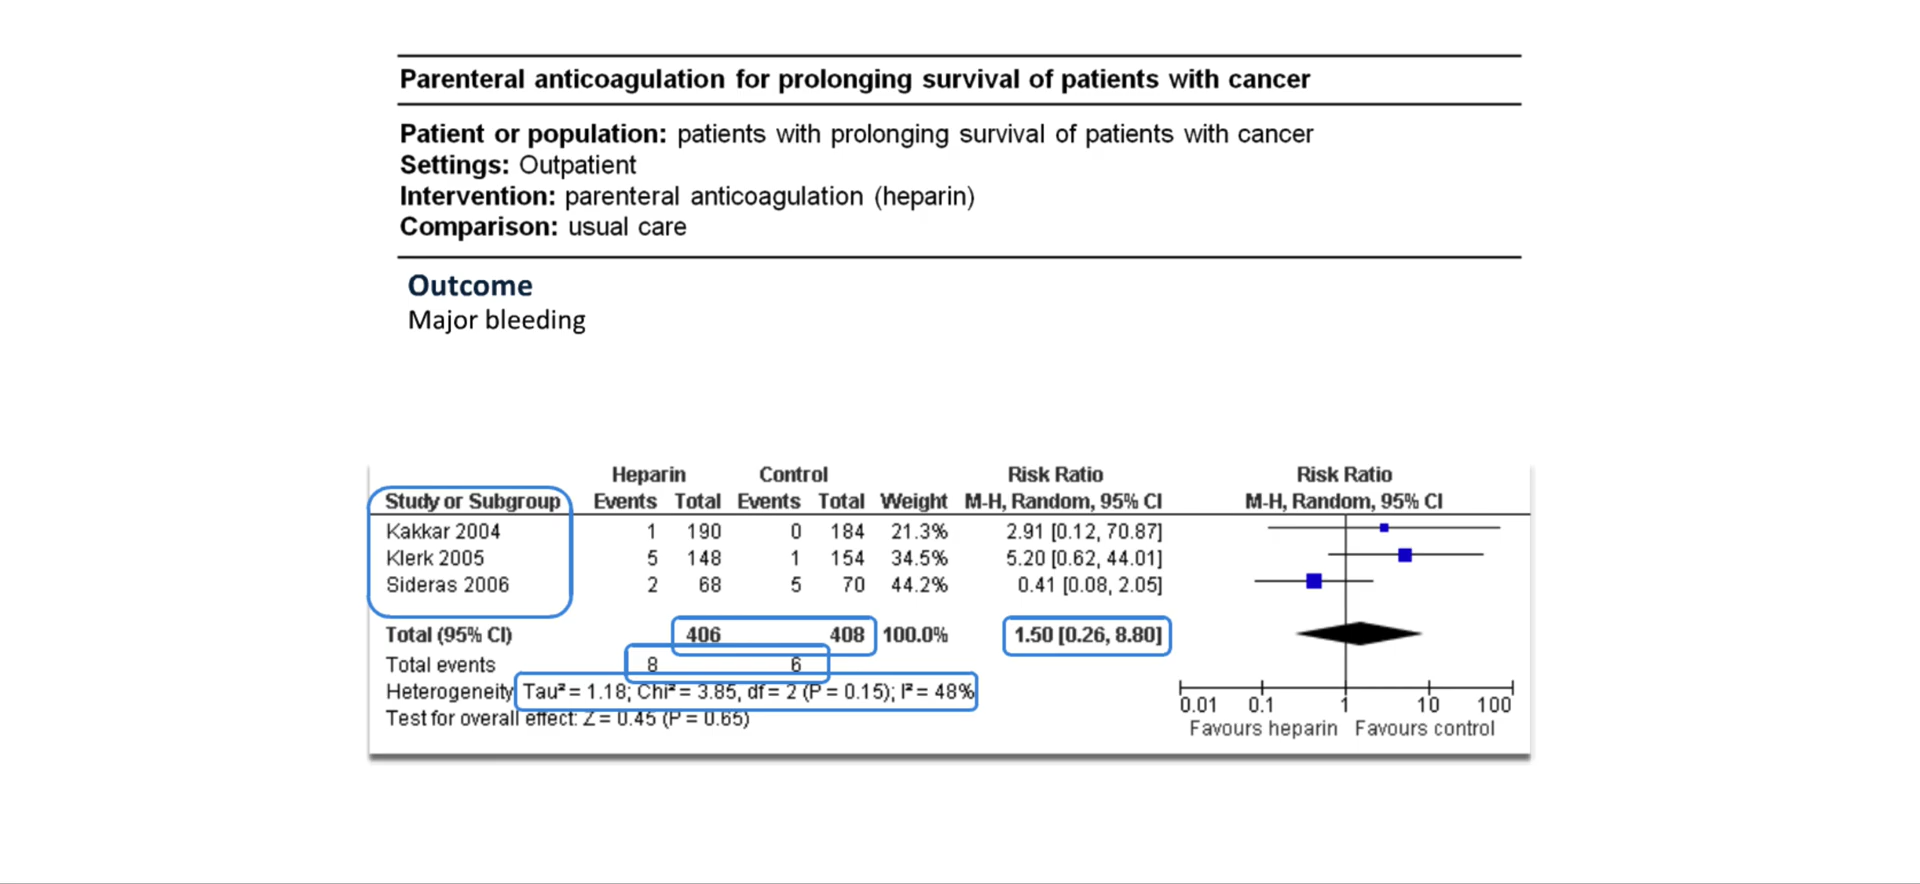 Parenteral anticoagulation for prolonging survival of patients with cancer
Patient or population: patients with prolonging survival of patients with cancer
Settings: Outpatient
Intervention: parenteral anticoagulation (heparin)
Comparison: usual care
Outcome
Major bleeding
Heparin Control Risk Ratio Risk Ratio
Study or Subgroup Events Total Events Total Weight M-H, Random, 95% CI M-H, Random, 95% CI
Kakkar 2004 1 190 0 184 21.3% 2.91 [0.12, 70.87]
Klerk 2005 5 148 1 154 34.5% 5.20 [0.62, 44.01]
Sideras 2006 2 68 5 70 44.2% 0.41 [0.08, 2.05]
Total (95% CI) 406 408 100.0% 1.50 [0.26, 8.80]
Total events 8 6
Heterogeneity Tau² = 1.18; Chi² = 3.85, df = 2 (P = 0.15); I² = 48%
Test for overall effect: Z = 0.45 (P = 0.65)
0.01 0.1 1 10 100
Favours heparin Favours control